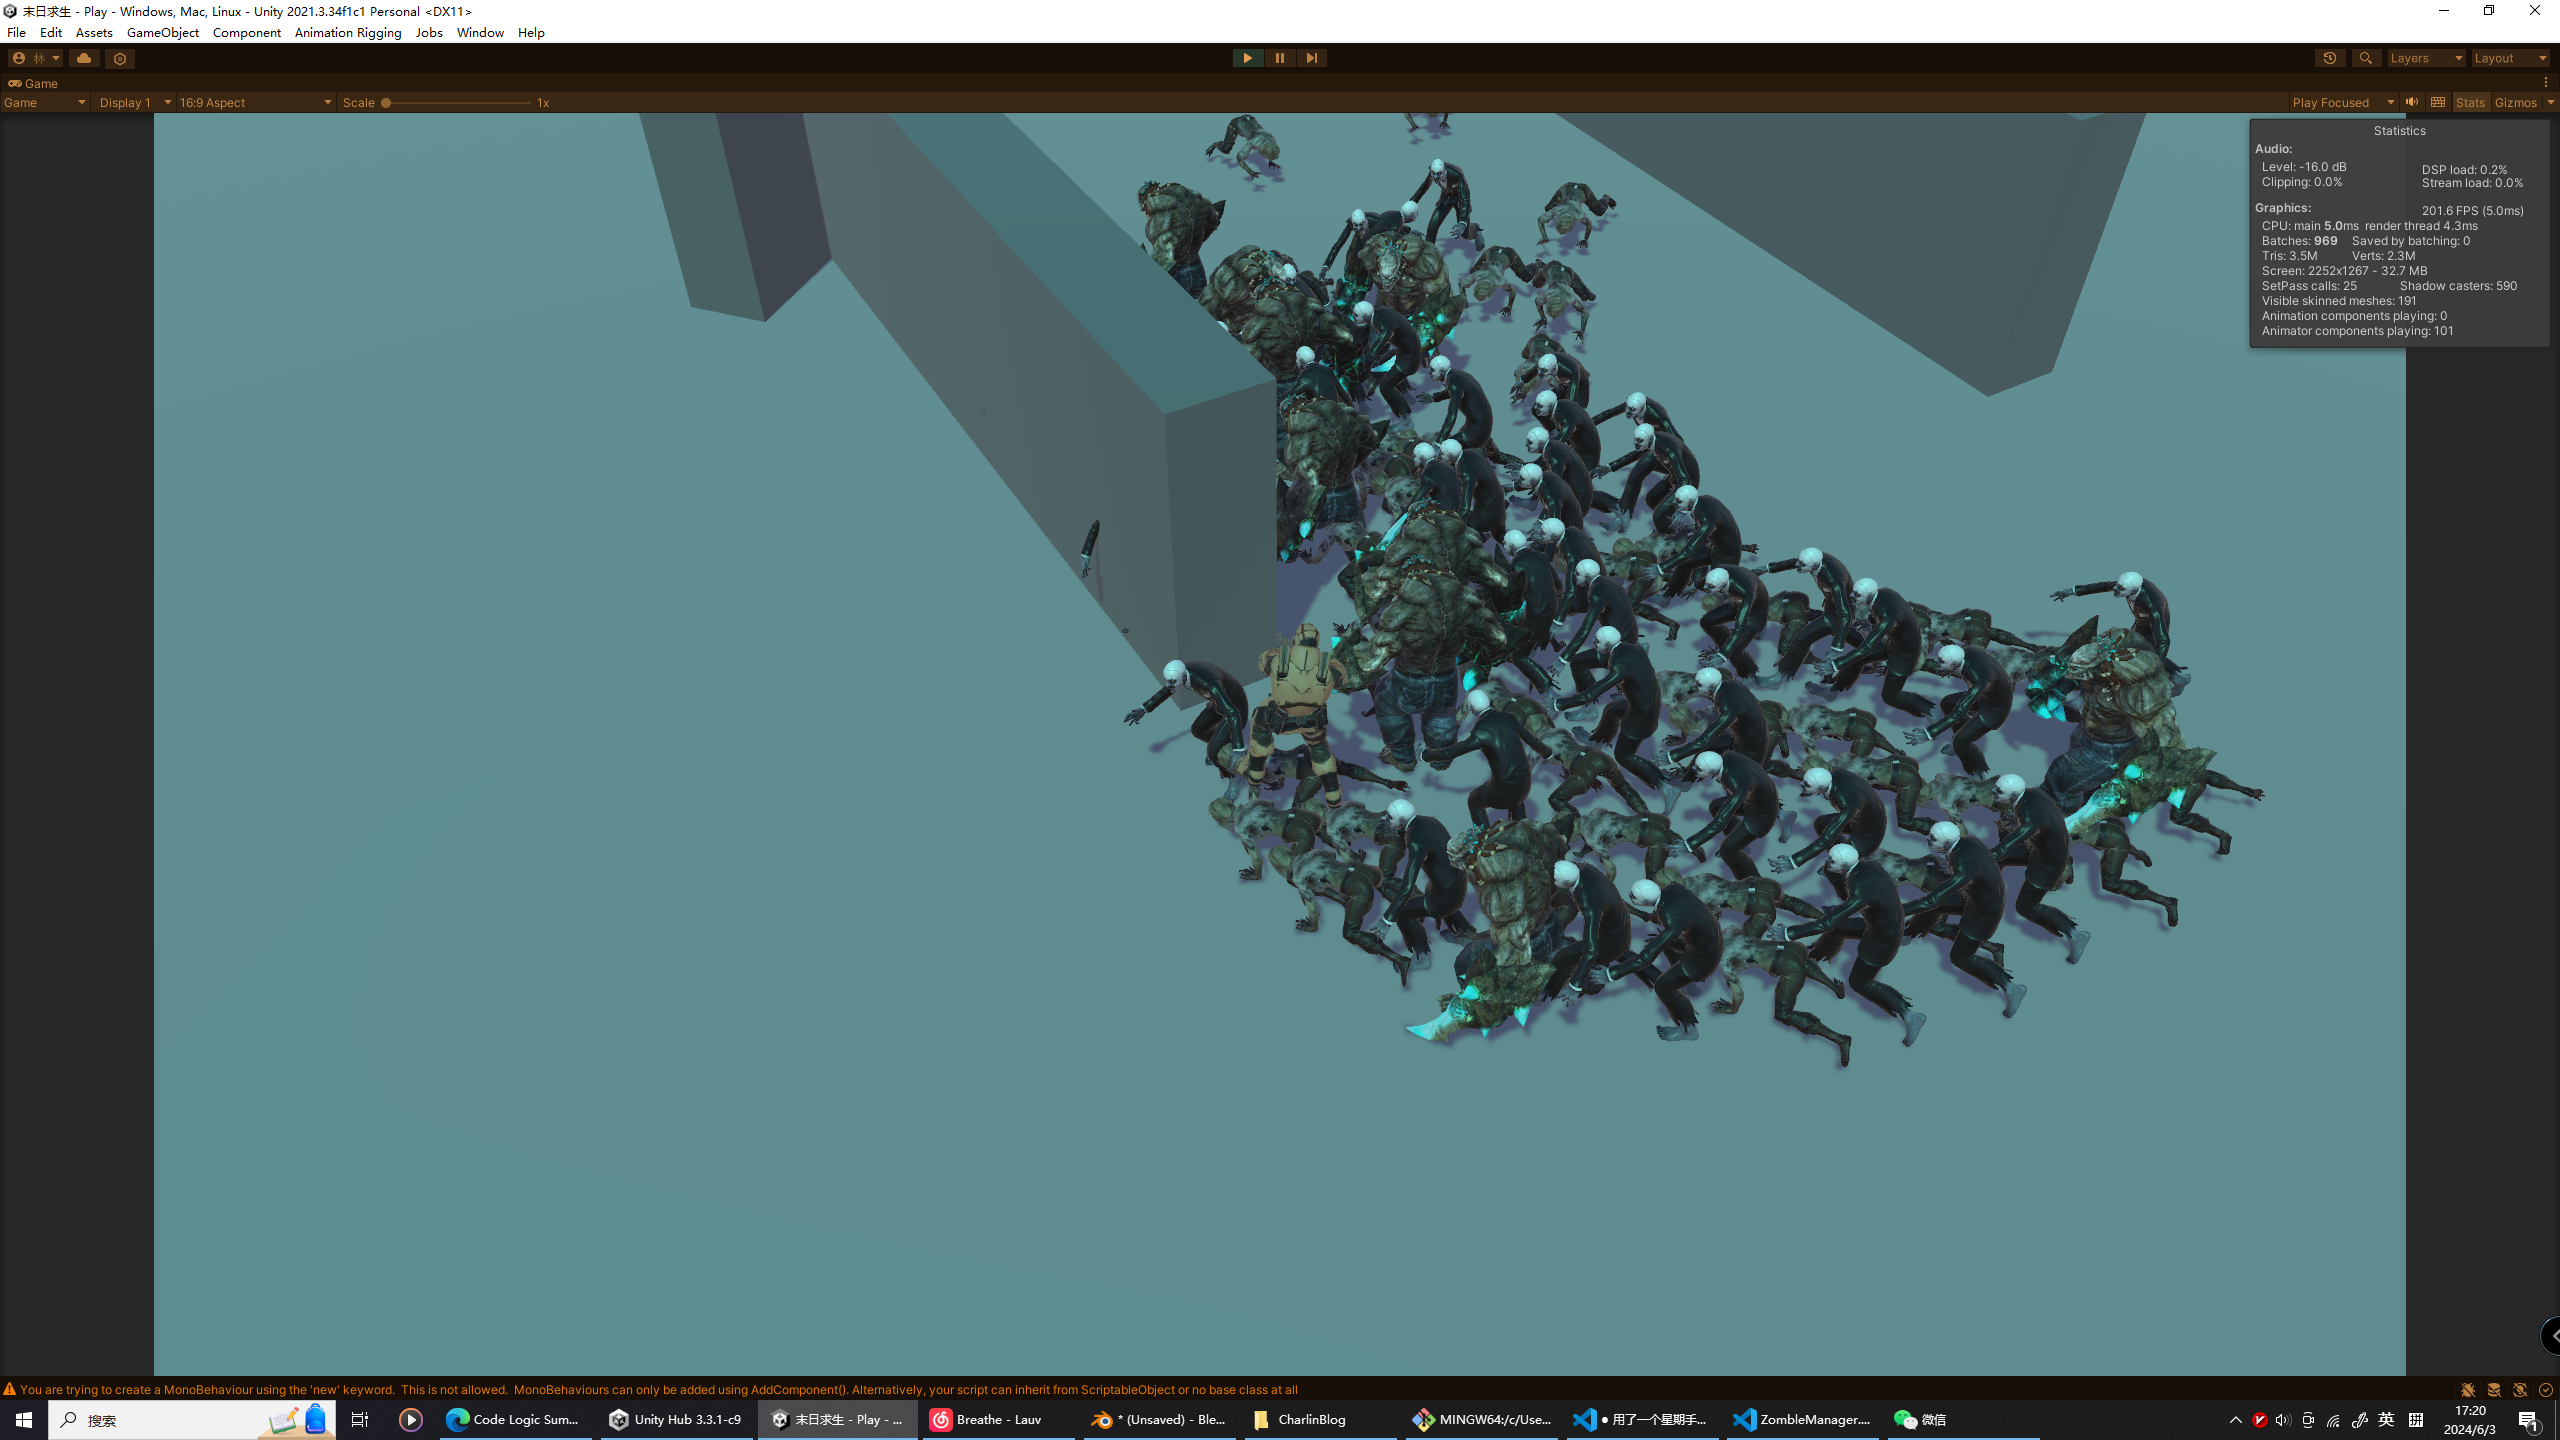 末日求生 - Play - Windows, Mac, Linux - Unity 2021.3.34f1c1 Personal <DX11>
File Edit Assets GameObject Component Animation Rigging Jobs Window Help
林 Layers Layout
Game
Game Display 1 16:9 Aspect Scale 1x Play Focused Stats Gizmos
Statistics
Audio:
Level: -16.0 dB DSP load: 0.2%
Clipping: 0.0% Stream load: 0.0%
Graphics: 201.6 FPS (5.0ms)
CPU: main 5.0ms render thread 4.3ms
Batches: 969 Saved by batching: 0
Tris: 3.5M Verts: 2.3M
Screen: 2252x1267 - 32.7 MB
SetPass calls: 25 Shadow casters: 590
Visible skinned meshes: 191
Animation components playing: 0
Animator components playing: 101
You are trying to create a MonoBehaviour using the 'new' keyword. This is not allowed. MonoBehaviours can only be added using AddComponent(). Alternatively, your script can inherit from ScriptableObject or no base class at all
搜索 Code Logic Sum... Unity Hub 3.3.1-c9 末日求生 - Play - ... Breathe - Lauv * (Unsaved) - Ble... CharlinBlog MINGW64:/c/Use... ● 用了一个星期手... ZombleManager.... 微信 英 拼 17:20
2024/6/3 1